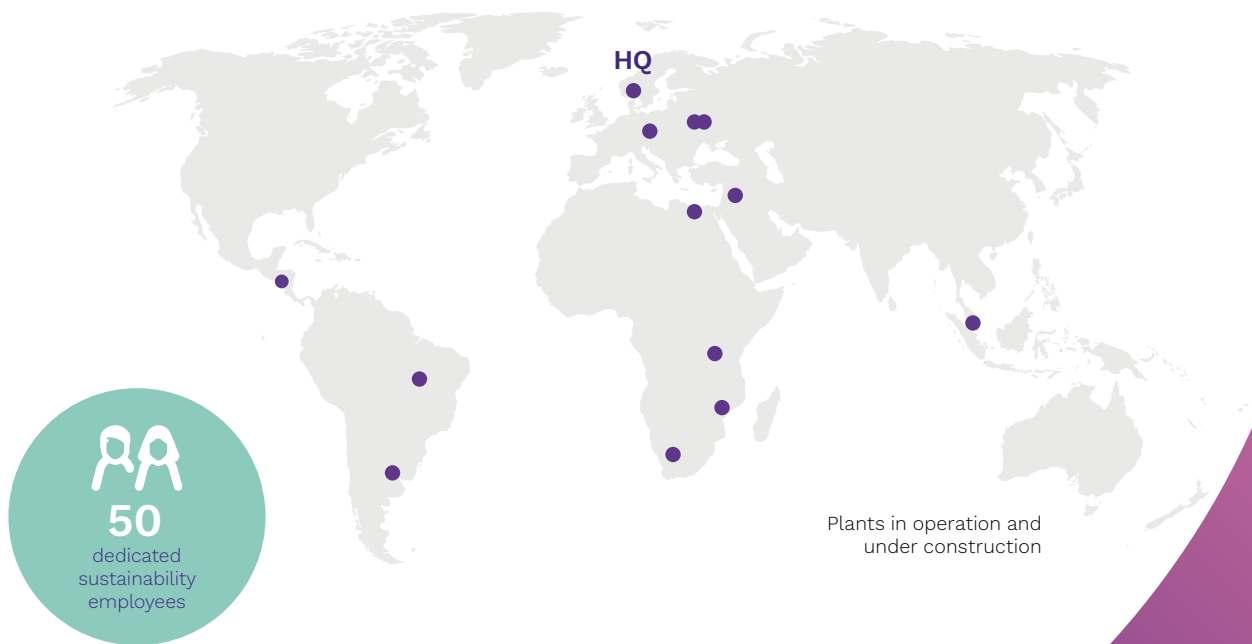 HQ
50
dedicated
sustainability
employees
Plants in operation and
under construction